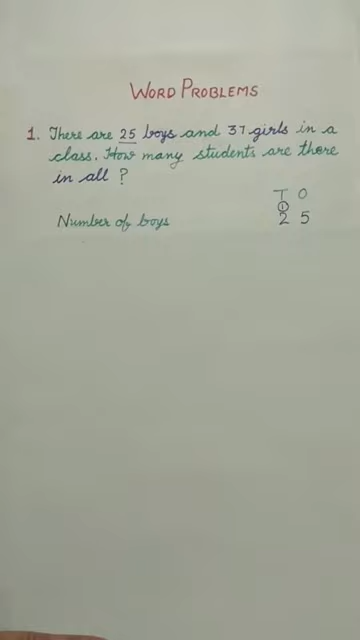 WORD PROBLEMS
1. There are 25 boys and 37 girls in a
class. How many students are there
in all ?
T O
1
Number of boys 2 5